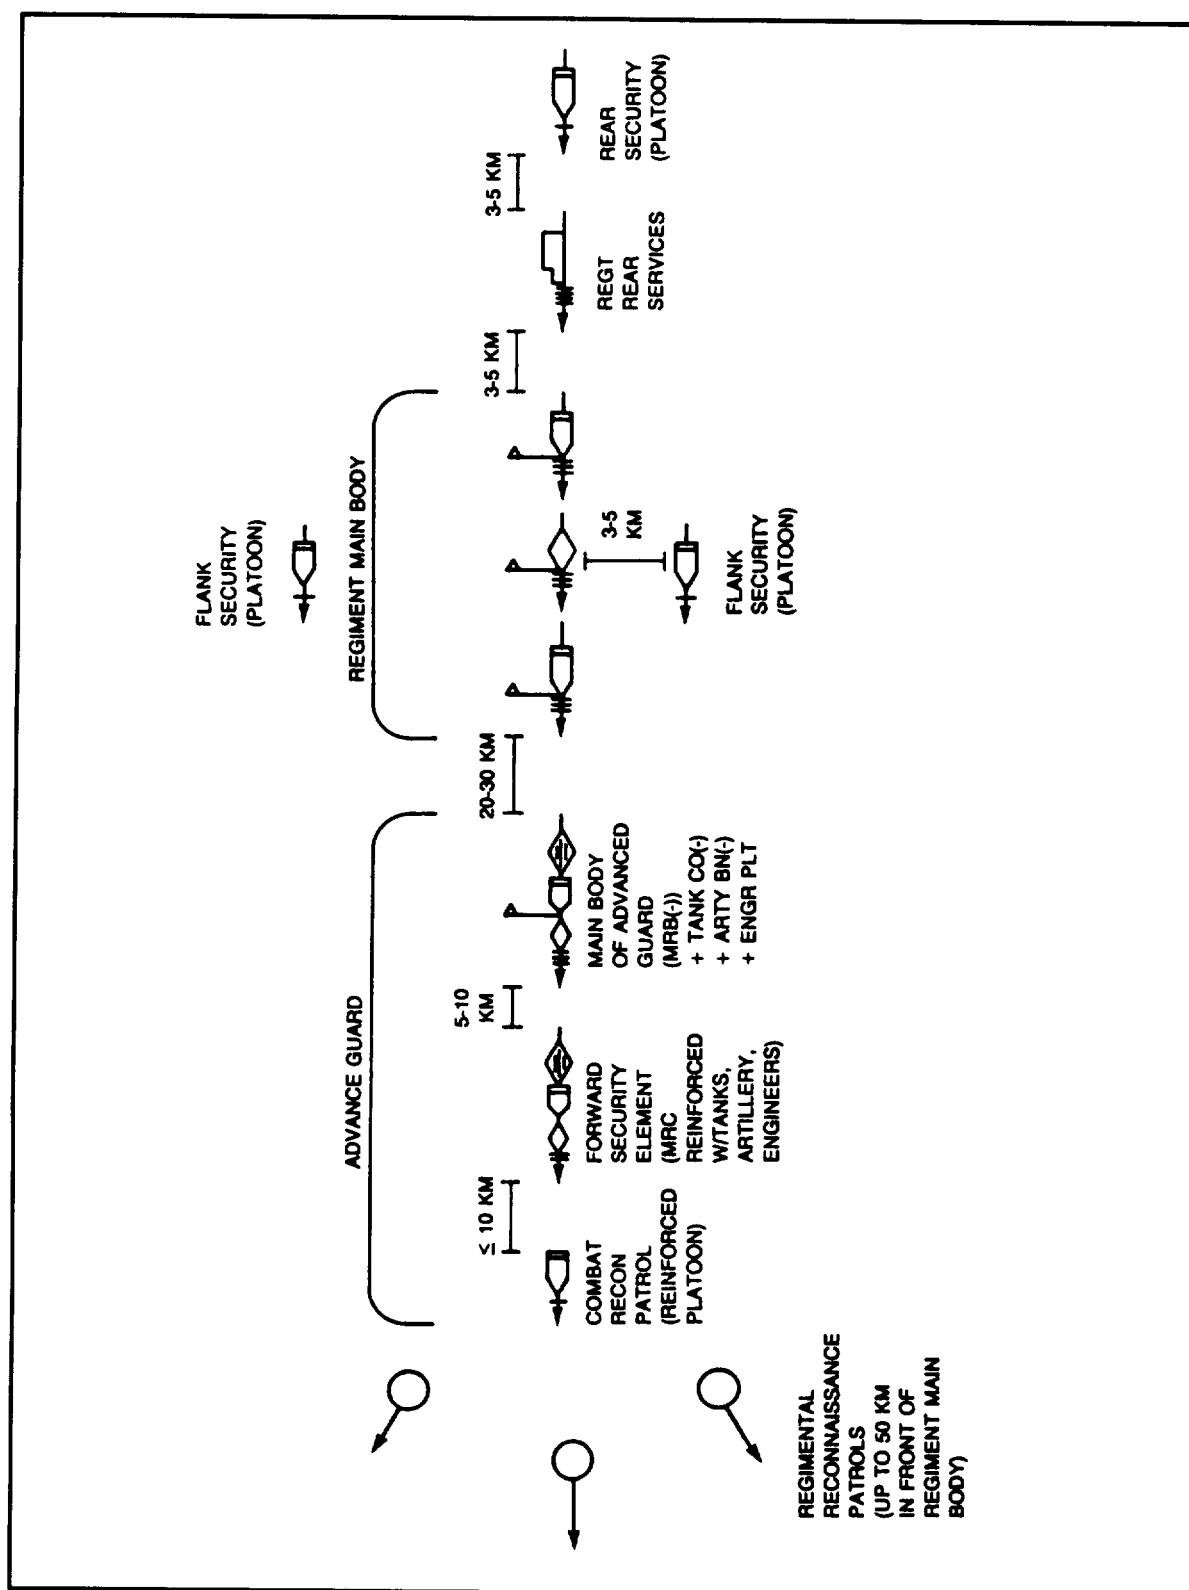 REGIMENTAL
RECONNAISSANCE
PATROLS
(UP TO 50 KM
IN FRONT OF
REGIMENT MAIN
BODY)
ADVANCE GUARD
≤ 10 KM
COMBAT
RECON
PATROL
(REINFORCED
PLATOON)
5-10
KM
FORWARD
SECURITY
ELEMENT
(MRC
REINFORCED
W/TANKS,
ARTILLERY,
ENGINEERS)
MAIN BODY
OF ADVANCED
GUARD
(MRB(-))
+ TANK CO(-)
+ ARTY BN(-)
+ ENGR PLT
20-30 KM
REGIMENT MAIN BODY
FLANK
SECURITY
(PLATOON)
3-5
KM
FLANK
SECURITY
(PLATOON)
3-5 KM
REGT
REAR
SERVICES
3-5 KM
REAR
SECURITY
(PLATOON)